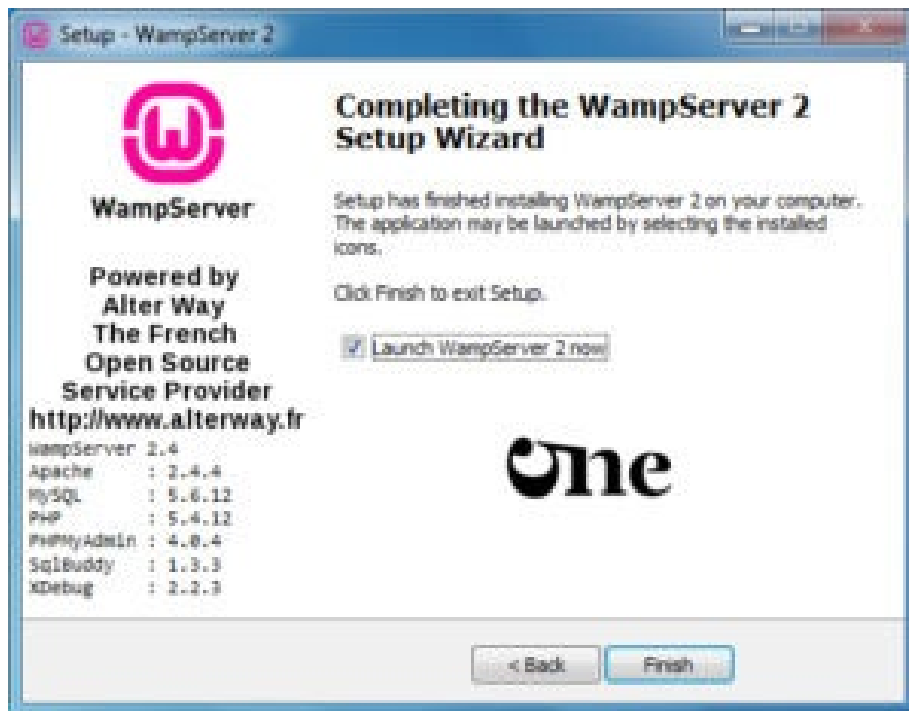 Setup - WampServer 2
WampServer
Powered by
Alter Way
The French
Open Source
Service Provider
http://www.alterway.fr
WampServer 2.4
Apache : 2.4.4
MySQL : 5.6.12
PHP : 5.4.12
PHPMyAdmin : 4.0.4
SqlBuddy : 1.3.3
XDebug : 2.2.3
Completing the WampServer 2
Setup Wizard
Setup has finished installing WampServer 2 on your computer.
The application may be launched by selecting the installed
icons.
Click Finish to exit Setup.
Launch WampServer 2 now
one
< Back
Finish